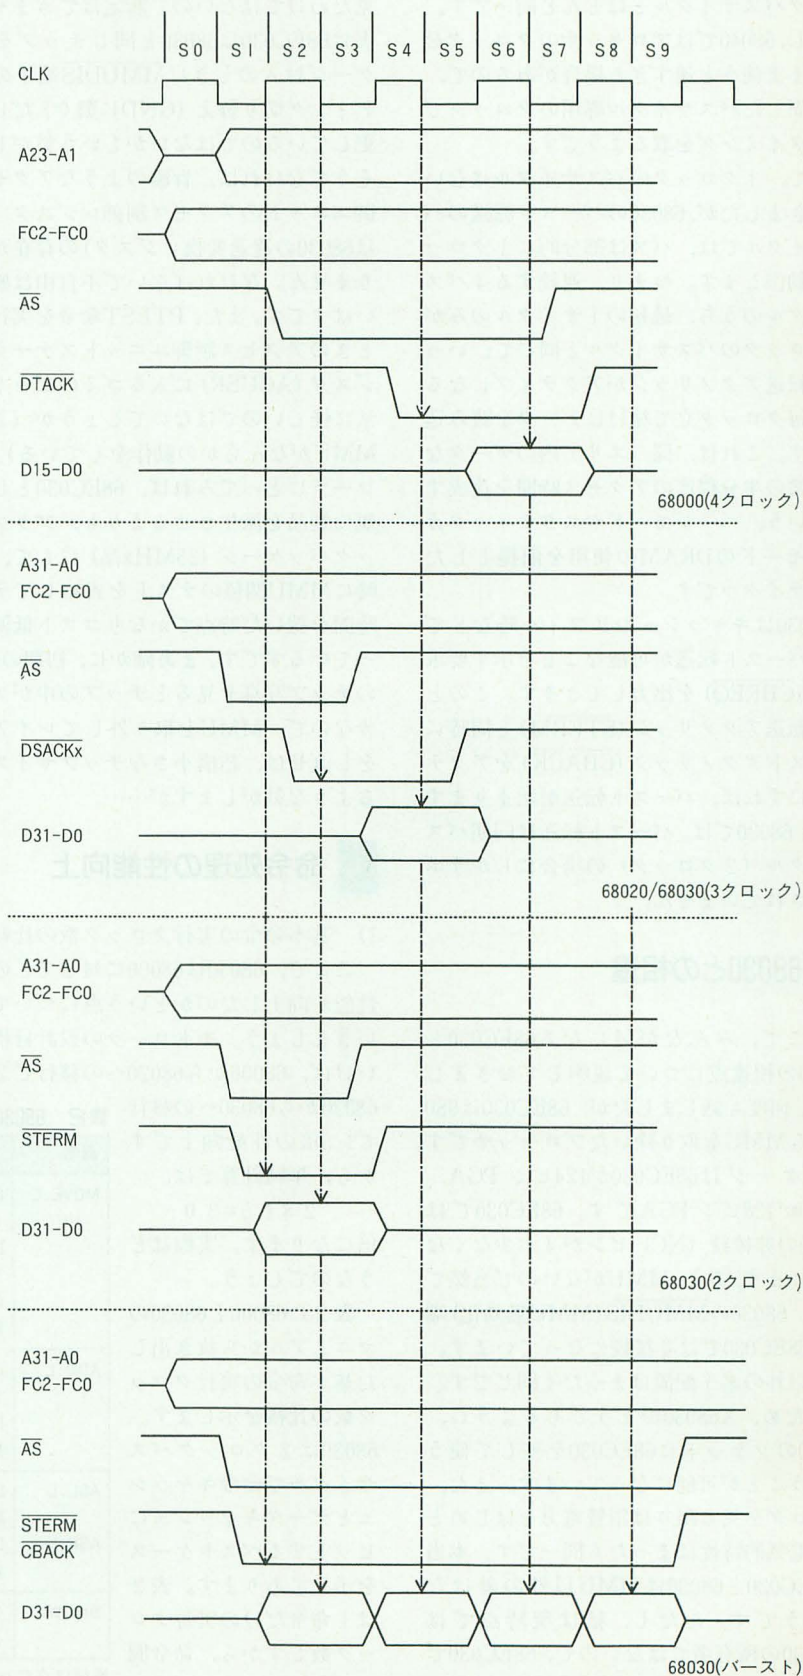 S0 S1 S2 S3 S4 S5 S6 S7 S8 S9
CLK
A23-A1
FC2-FC0
AS
DTACK
D15-D0
68000(4クロック)
A31-A0
FC2-FC0
AS
DSACKx
D31-D0
68020/68030(3クロック)
A31-A0
FC2-FC0
AS
STERM
D31-D0
68030(2クロック)
A31-A0
FC2-FC0
AS
STERM
CBACK
D31-D0
68030(バースト)